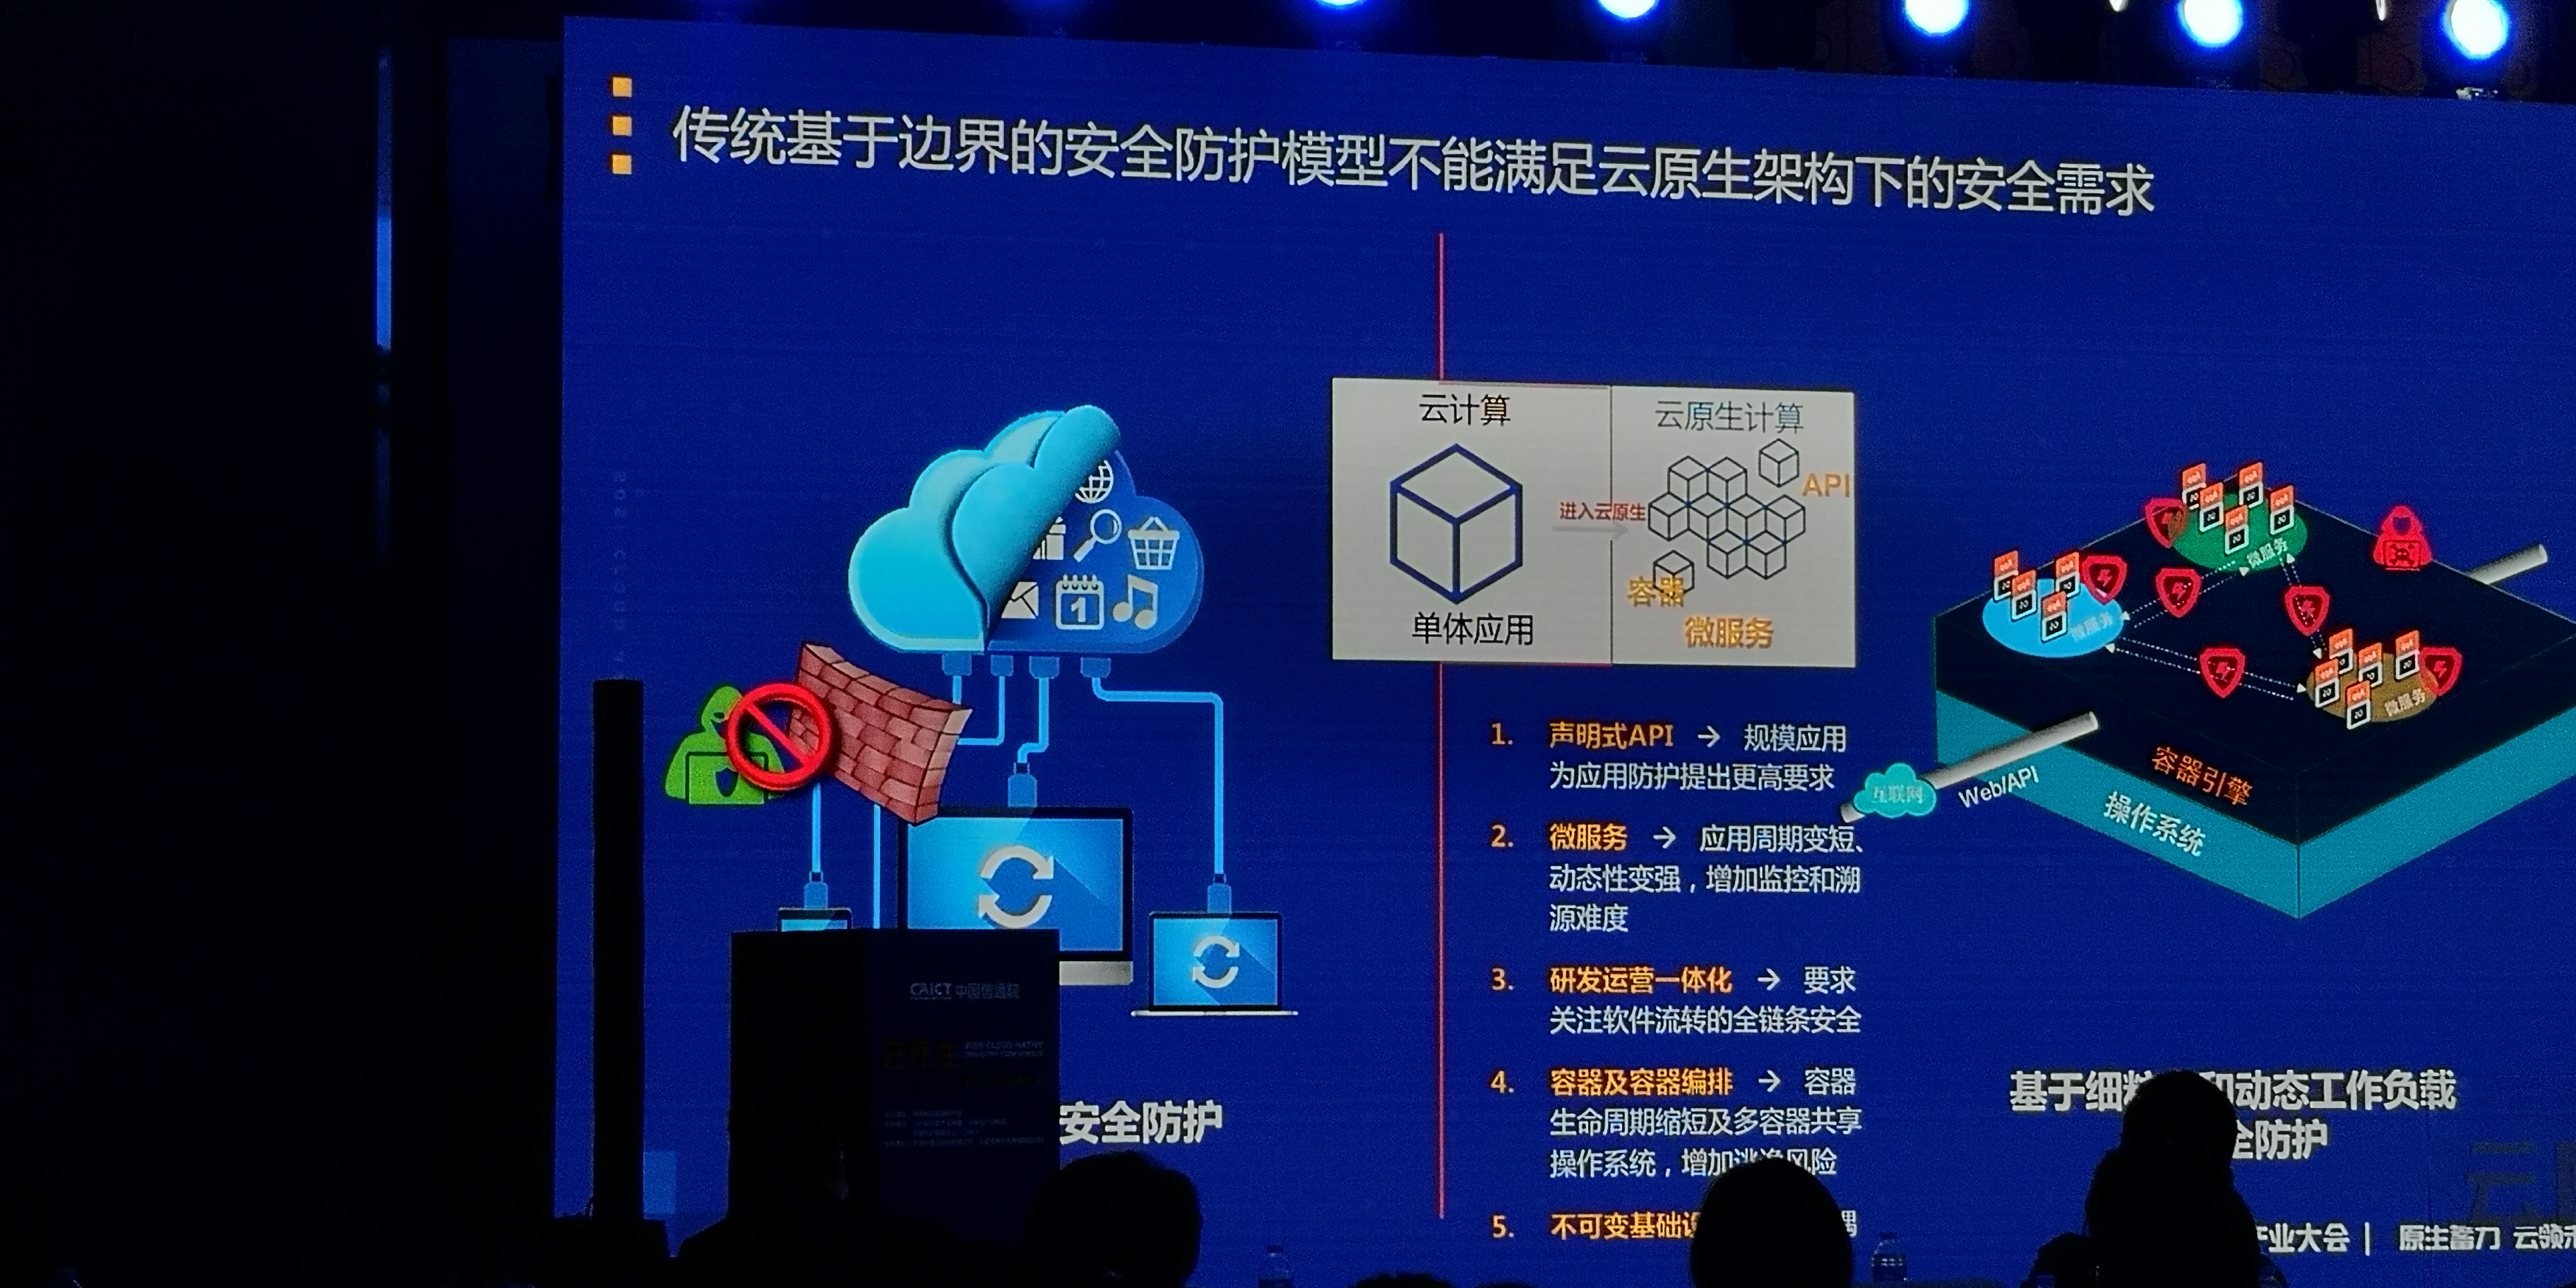 传统基于边界的安全防护模型不能满足云原生架构下的安全需求
云计算
单体应用
进入云原生
云原生计算
API
容器
微服务
1. 声明式API → 规模应用
为应用防护提出更高要求
2. 微服务 → 应用周期变短、
动态性变强，增加监控和溯
源难度
3. 研发运营一体化 → 要求
关注软件流转的全链条安全
4. 容器及容器编排 → 容器
生命周期缩短及多容器共享
操作系统，增加逃逸风险
5. 不可变基础
微服务
微服务
微服务
互联网
Web/API
容器引擎
操作系统
安全防护
基于细 和动态工作负载
全防护
CAICT 中国信通院
云原生
产业大会 | 原生蓄力 云领